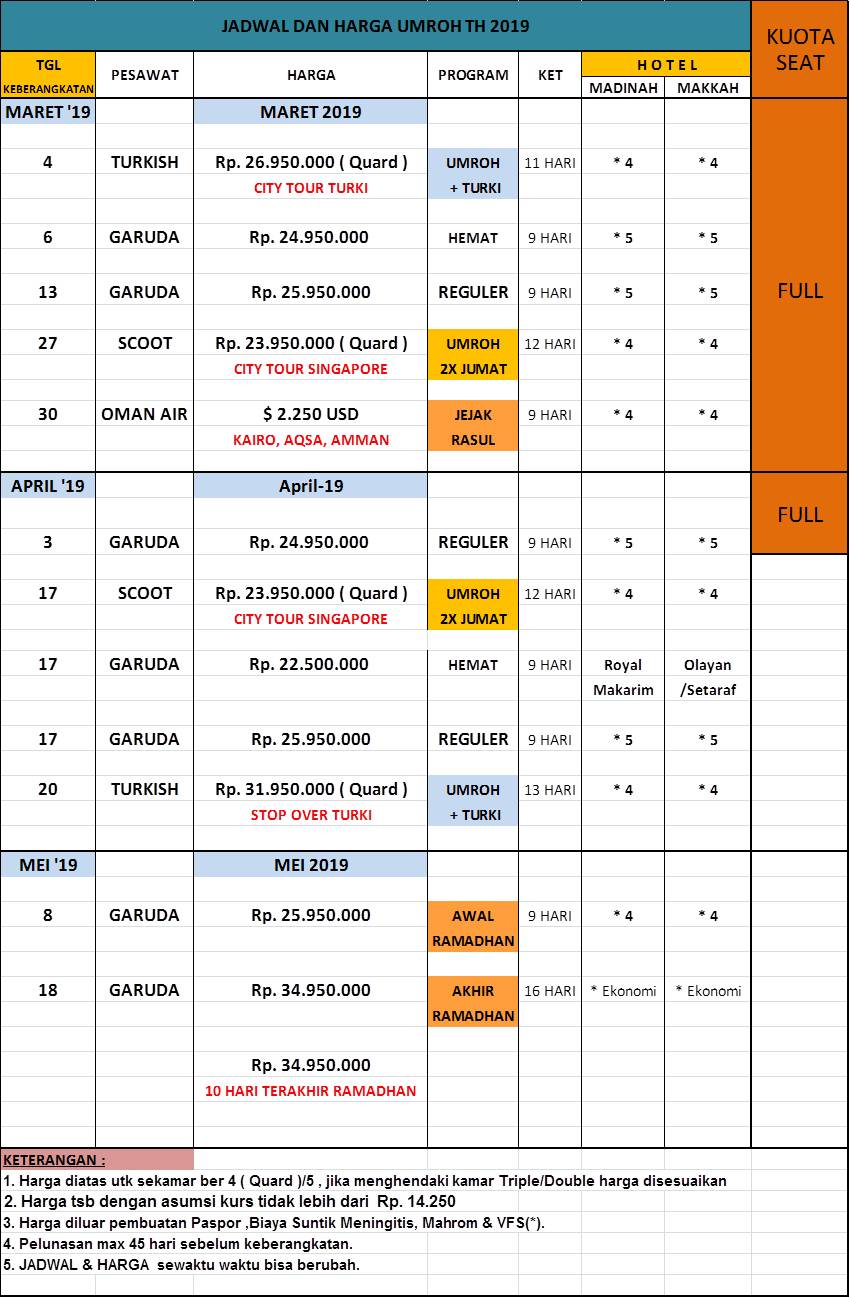 JADWAL DAN HARGA UMROH TH 2019
KUOTA
SEAT
TGL
KEBERANGKATAN
PESAWAT
HARGA
PROGRAM
KET
H O T E L
MADINAH
MAKKAH
MARET '19
MARET 2019
FULL
4 TURKISH Rp. 26.950.000 ( Quard ) UMROH 11 HARI * 4 * 4
CITY TOUR TURKI + TURKI
6 GARUDA Rp. 24.950.000 HEMAT 9 HARI * 5 * 5
13 GARUDA Rp. 25.950.000 REGULER 9 HARI * 5 * 5
27 SCOOT Rp. 23.950.000 ( Quard ) UMROH 12 HARI * 4 * 4
CITY TOUR SINGAPORE 2X JUMAT
30 OMAN AIR $ 2.250 USD JEJAK 9 HARI * 4 * 4
KAIRO, AQSA, AMMAN RASUL
APRIL '19 April-19
FULL
3 GARUDA Rp. 24.950.000 REGULER 9 HARI * 5 * 5
17 SCOOT Rp. 23.950.000 ( Quard ) UMROH 12 HARI * 4 * 4
CITY TOUR SINGAPORE 2X JUMAT
17 GARUDA Rp. 22.500.000 HEMAT 9 HARI Royal Olayan
Makarim /Setaraf
17 GARUDA Rp. 25.950.000 REGULER 9 HARI * 5 * 5
20 TURKISH Rp. 31.950.000 ( Quard ) UMROH 13 HARI * 4 * 4
STOP OVER TURKI + TURKI
MEI '19 MEI 2019
8 GARUDA Rp. 25.950.000 AWAL 9 HARI * 4 * 4
RAMADHAN
18 GARUDA Rp. 34.950.000 AKHIR 16 HARI * Ekonomi * Ekonomi
RAMADHAN
Rp. 34.950.000
10 HARI TERAKHIR RAMADHAN
KETERANGAN :
1. Harga diatas utk sekamar ber 4 ( Quard )/5 , jika menghendaki kamar Triple/Double harga disesuaikan
2. Harga tsb dengan asumsi kurs tidak lebih dari Rp. 14.250
3. Harga diluar pembuatan Paspor ,Biaya Suntik Meningitis, Mahrom & VFS(*).
4. Pelunasan max 45 hari sebelum keberangkatan.
5. JADWAL & HARGA sewaktu waktu bisa berubah.